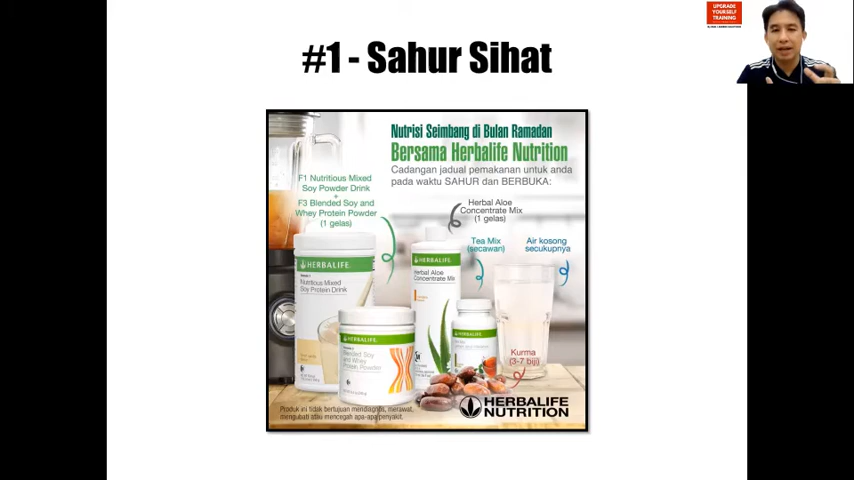 #1 - Sahur Sihat
UPGRADE
YOURSELF
TRAINING
Nutrisi Seimbang di Bulan Ramadan
Bersama Herbalife Nutrition
Cadangan jadual pemakanan untuk anda
pada waktu SAHUR dan BERBUKA:
F1 Nutritious Mixed
Soy Powder Drink
+
F3 Blended Soy and
Whey Protein Powder
(1 gelas)
Herbal Aloe
Concentrate Mix
(1 gelas)
Tea Mix
(secawan)
Air kosong
secukupnya
HERBALIFE
Nutritious Mixed
Soy Protein Drink
HERBALIFE
Herbal Aloe
Concentrate Mix
HERBALIFE
Blended Soy
and Whey
Protein Powder
HERBALIFE
Kurma
(3-7 biji)
HERBALIFE
NUTRITION
Produk ini tidak bertujuan mendiagnos, merawat,
mengubati atau mencegah apa-apa penyakit.